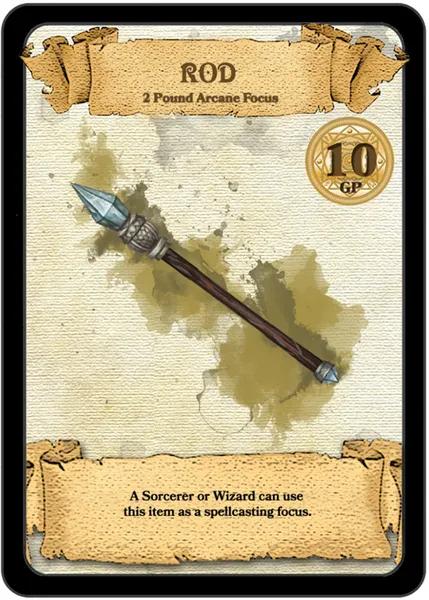 ROD
2 Pound Arcane Focus
10
GP
A Sorcerer or Wizard can use
this item as a spellcasting focus.